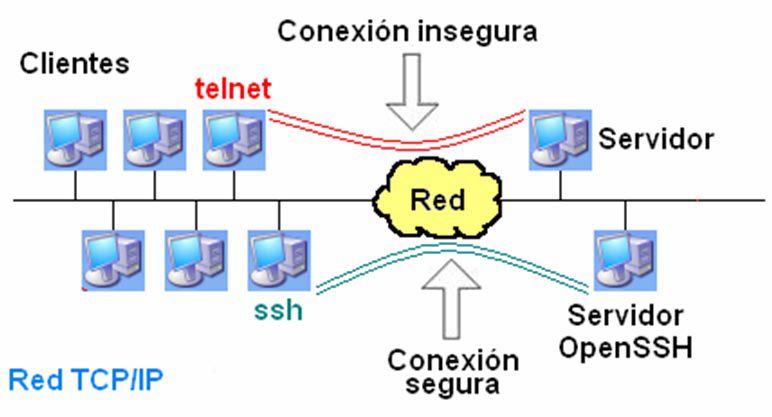 Conexión insegura
Clientes
telnet
Servidor
Red
ssh
Servidor
OpenSSH
Conexión
segura
Red TCP/IP